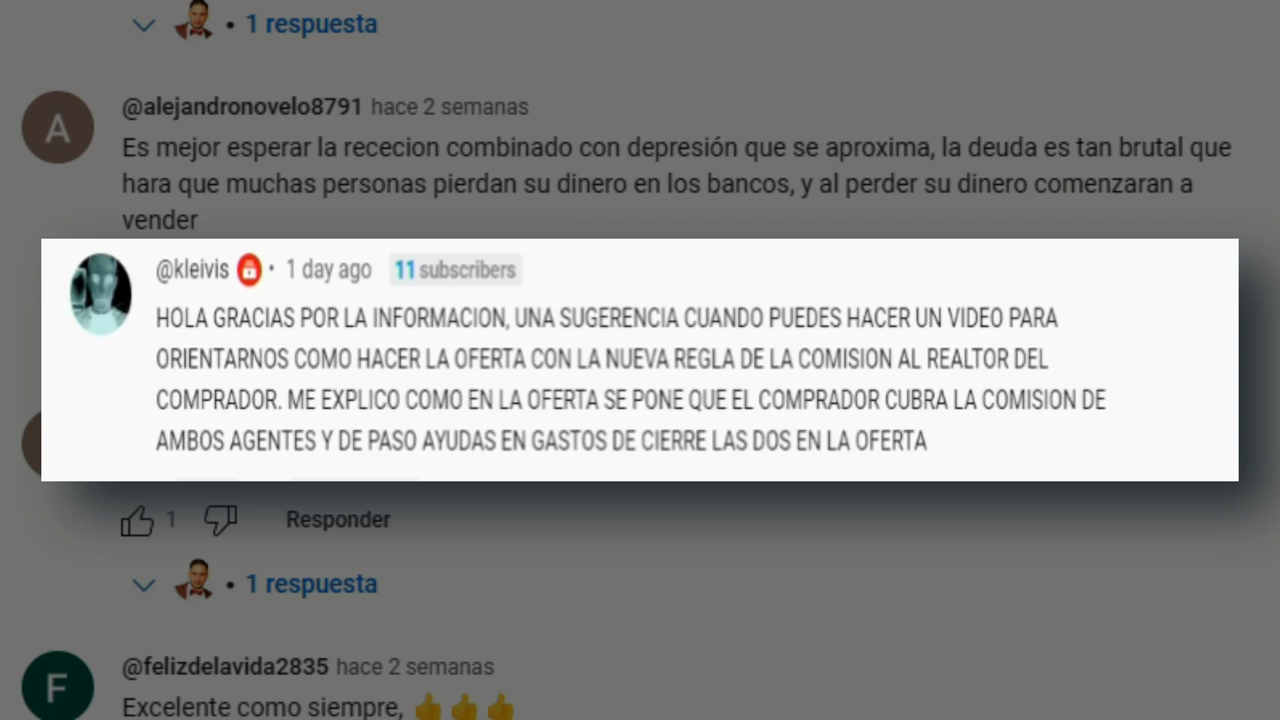 • 1 respuesta
@alejandronovelo8791 hace 2 semanas
Es mejor esperar la rececion combinado con depresión que se aproxima, la deuda es tan brutal que
hara que muchas personas pierdan su dinero en los bancos, y al perder su dinero comenzaran a
vender
@kleivis • 1 day ago 11 subscribers
HOLA GRACIAS POR LA INFORMACION, UNA SUGERENCIA CUANDO PUEDES HACER UN VIDEO PARA
ORIENTARNOS COMO HACER LA OFERTA CON LA NUEVA REGLA DE LA COMISION AL REALTOR DEL
COMPRADOR. ME EXPLICO COMO EN LA OFERTA SE PONE QUE EL COMPRADOR CUBRA LA COMISION DE
AMBOS AGENTES Y DE PASO AYUDAS EN GASTOS DE CIERRE LAS DOS EN LA OFERTA
1 Responder
• 1 respuesta
@felizdelavida2835 hace 2 semanas
Excelente como siempre, 👍👍👍
A
F